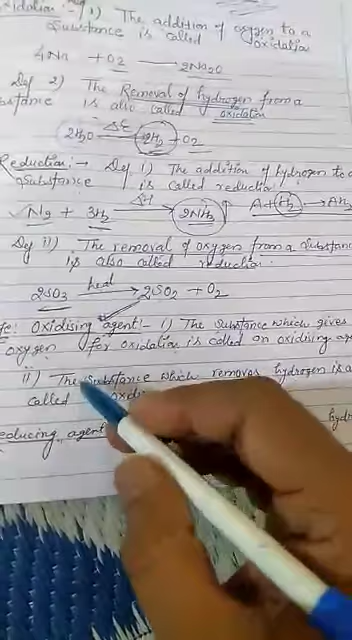 Oxidation Def 1) The addition of oxygen to a
substance is called oxidation
4Na + O2 → 2Na2O
Def 2) The Removal of hydrogen from a
substance is also called oxidation
2H2O → 2H2 + O2
Reduction:→ Def i) The addition of hydrogen to a
substance is called reduction
N2 + 3H2 → 2NH3 A + H2 → AH2
Def ii) The removal of oxygen from a substance
is also called reduction.
2SO3 heat → 2SO2 + O2
Oxidising agent:- i) The substance which gives
oxygen for oxidation is called an oxidising
ii) The substance which removes hydrogen is
called oxidi
Reducing agent
hyd